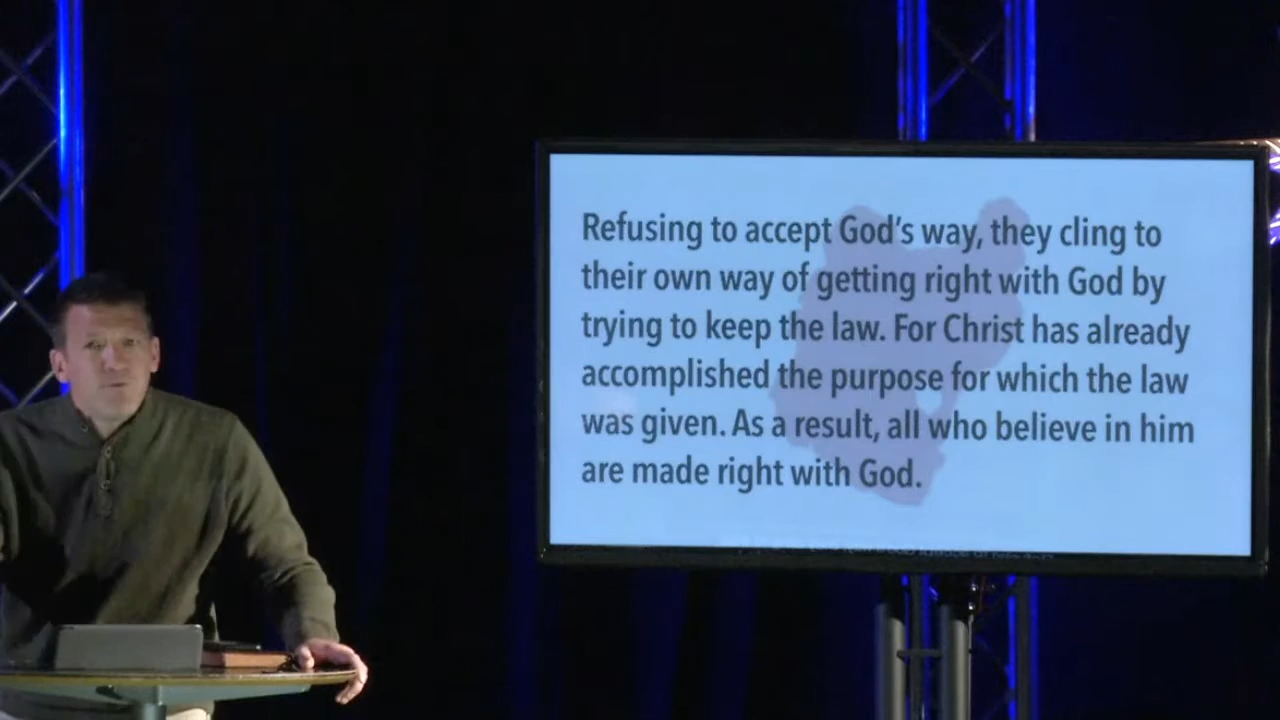 Refusing to accept God's way, they cling to
their own way of getting right with God by
trying to keep the law. For Christ has already
accomplished the purpose for which the law
was given. As a result, all who believe in him
are made right with God.